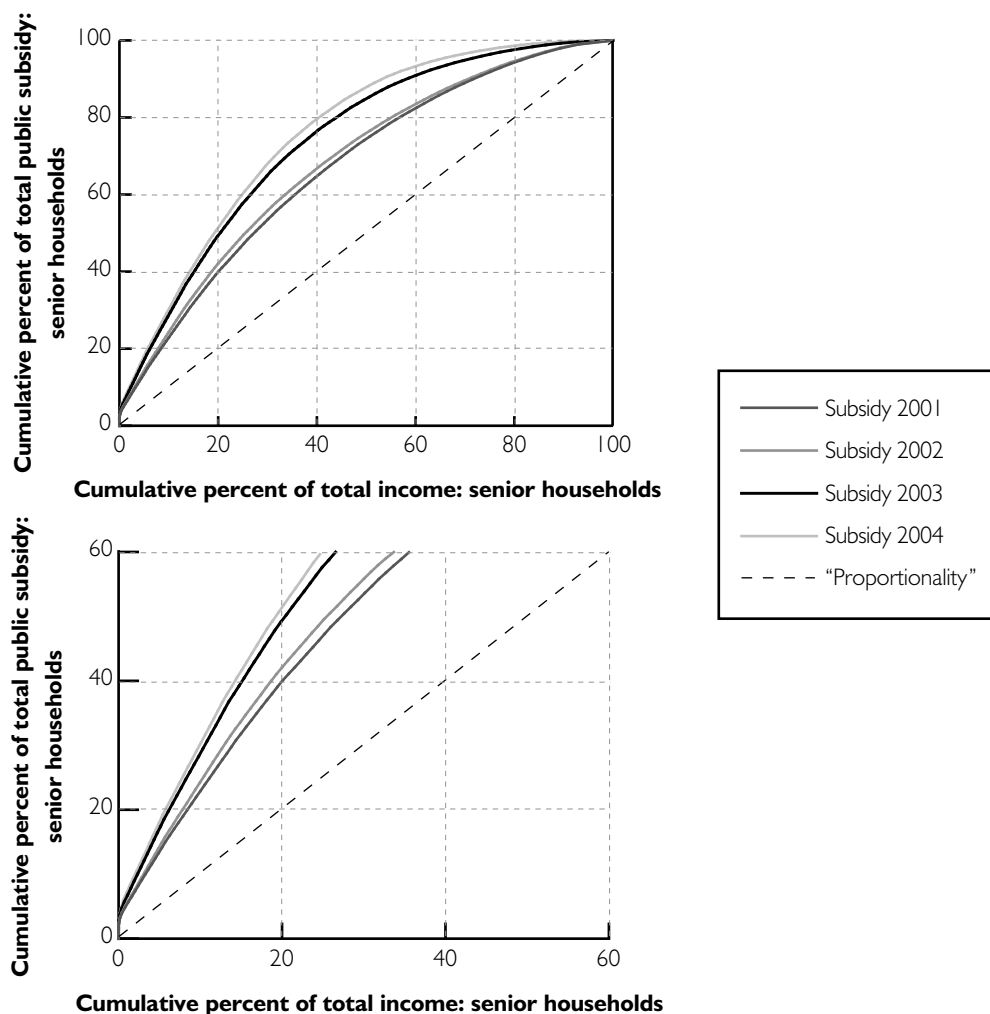 Cumulative percent of total public subsidy:
senior households
100
80
60
40
20
0
0 20 40 60 80 100
Cumulative percent of total income: senior households
Cumulative percent of total public subsidy:
senior households
60
40
20
0
0 20 40 60
Cumulative percent of total income: senior households
Subsidy 2001
Subsidy 2002
Subsidy 2003
Subsidy 2004
“Proportionality”